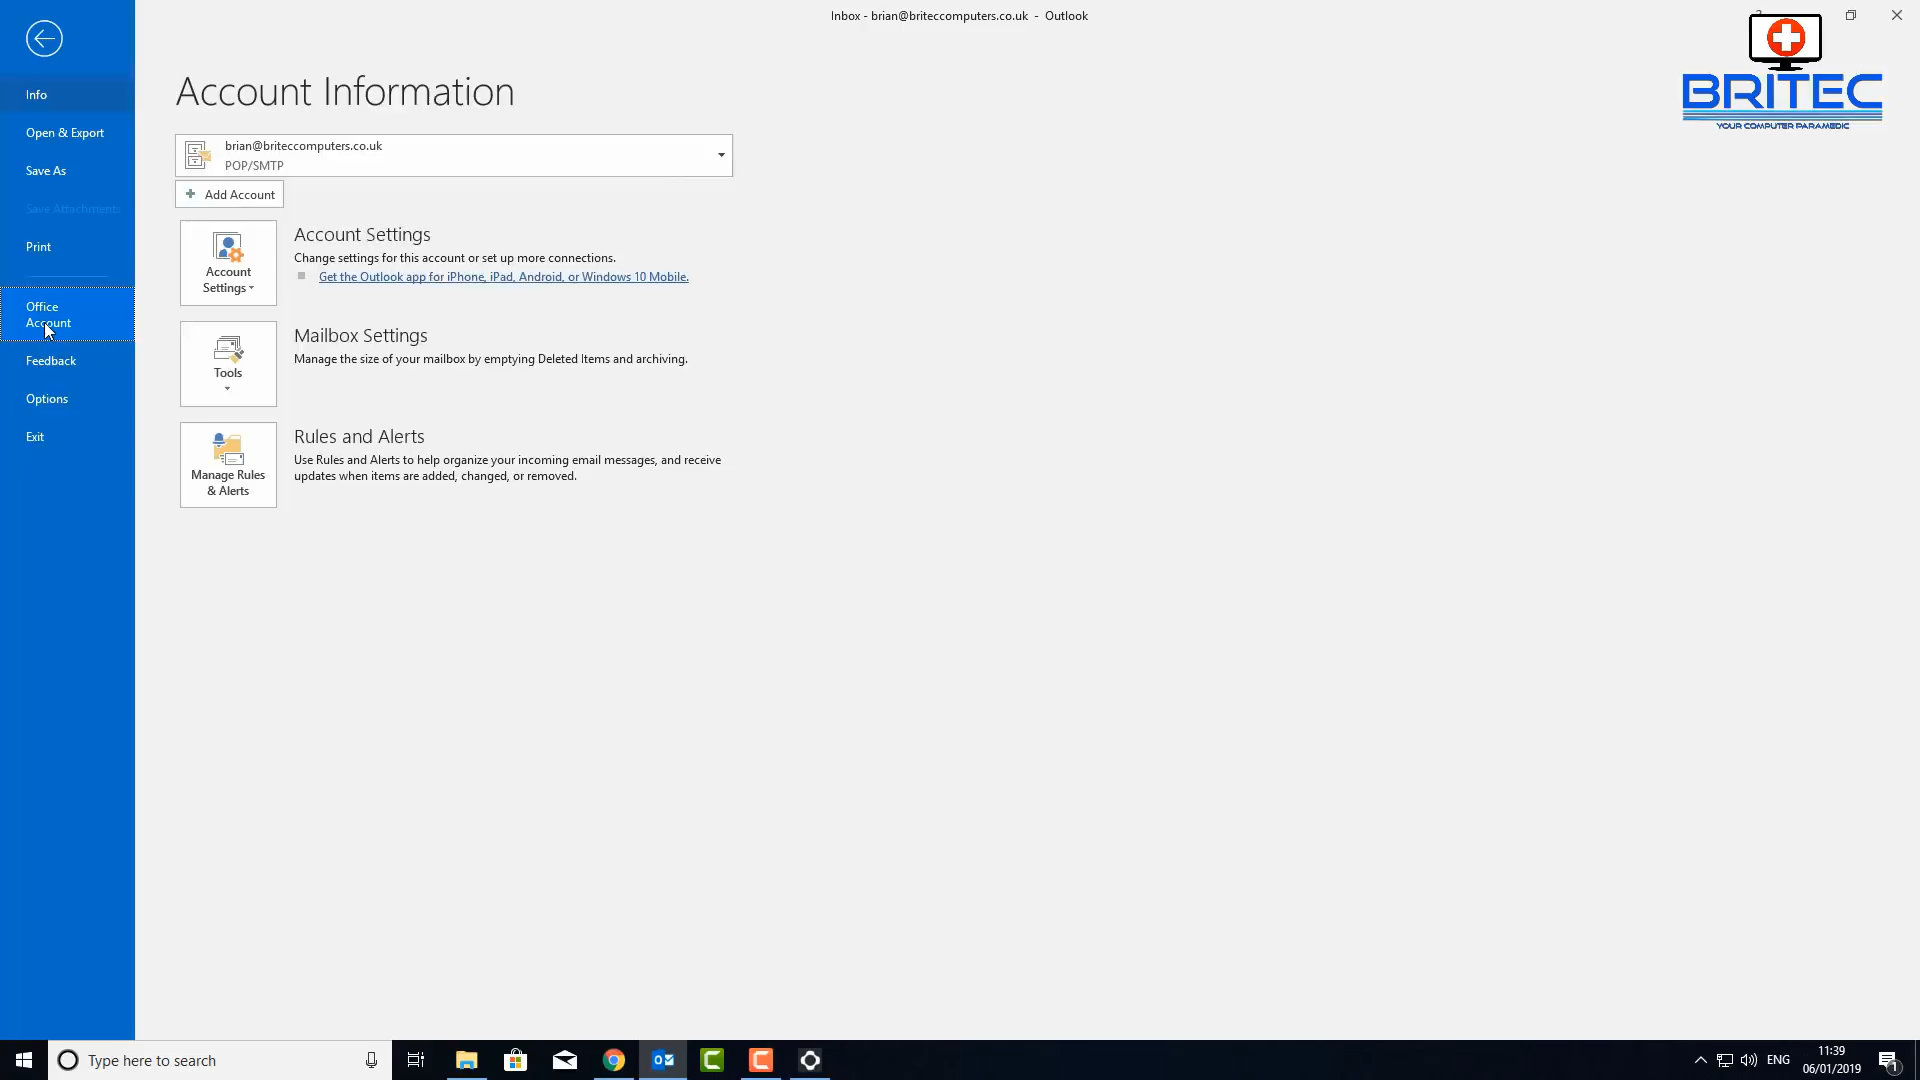 Inbox - brian@briteccomputers.co.uk - Outlook
BRITEC
YOUR COMPUTER PARAMEDIC
Info
Open & Export
Save As
Save Attachments
Print
Office
Account
Feedback
Options
Exit
Account Information
brian@briteccomputers.co.uk
POP/SMTP
Add Account
Account
Settings
Account Settings
Change settings for this account or set up more connections.
Get the Outlook app for iPhone, iPad, Android, or Windows 10 Mobile.
Tools
Mailbox Settings
Manage the size of your mailbox by emptying Deleted Items and archiving.
Manage Rules
& Alerts
Rules and Alerts
Use Rules and Alerts to help organize your incoming email messages, and receive
updates when items are added, changed, or removed.
Type here to search
ENG
11:39
06/01/2019
1